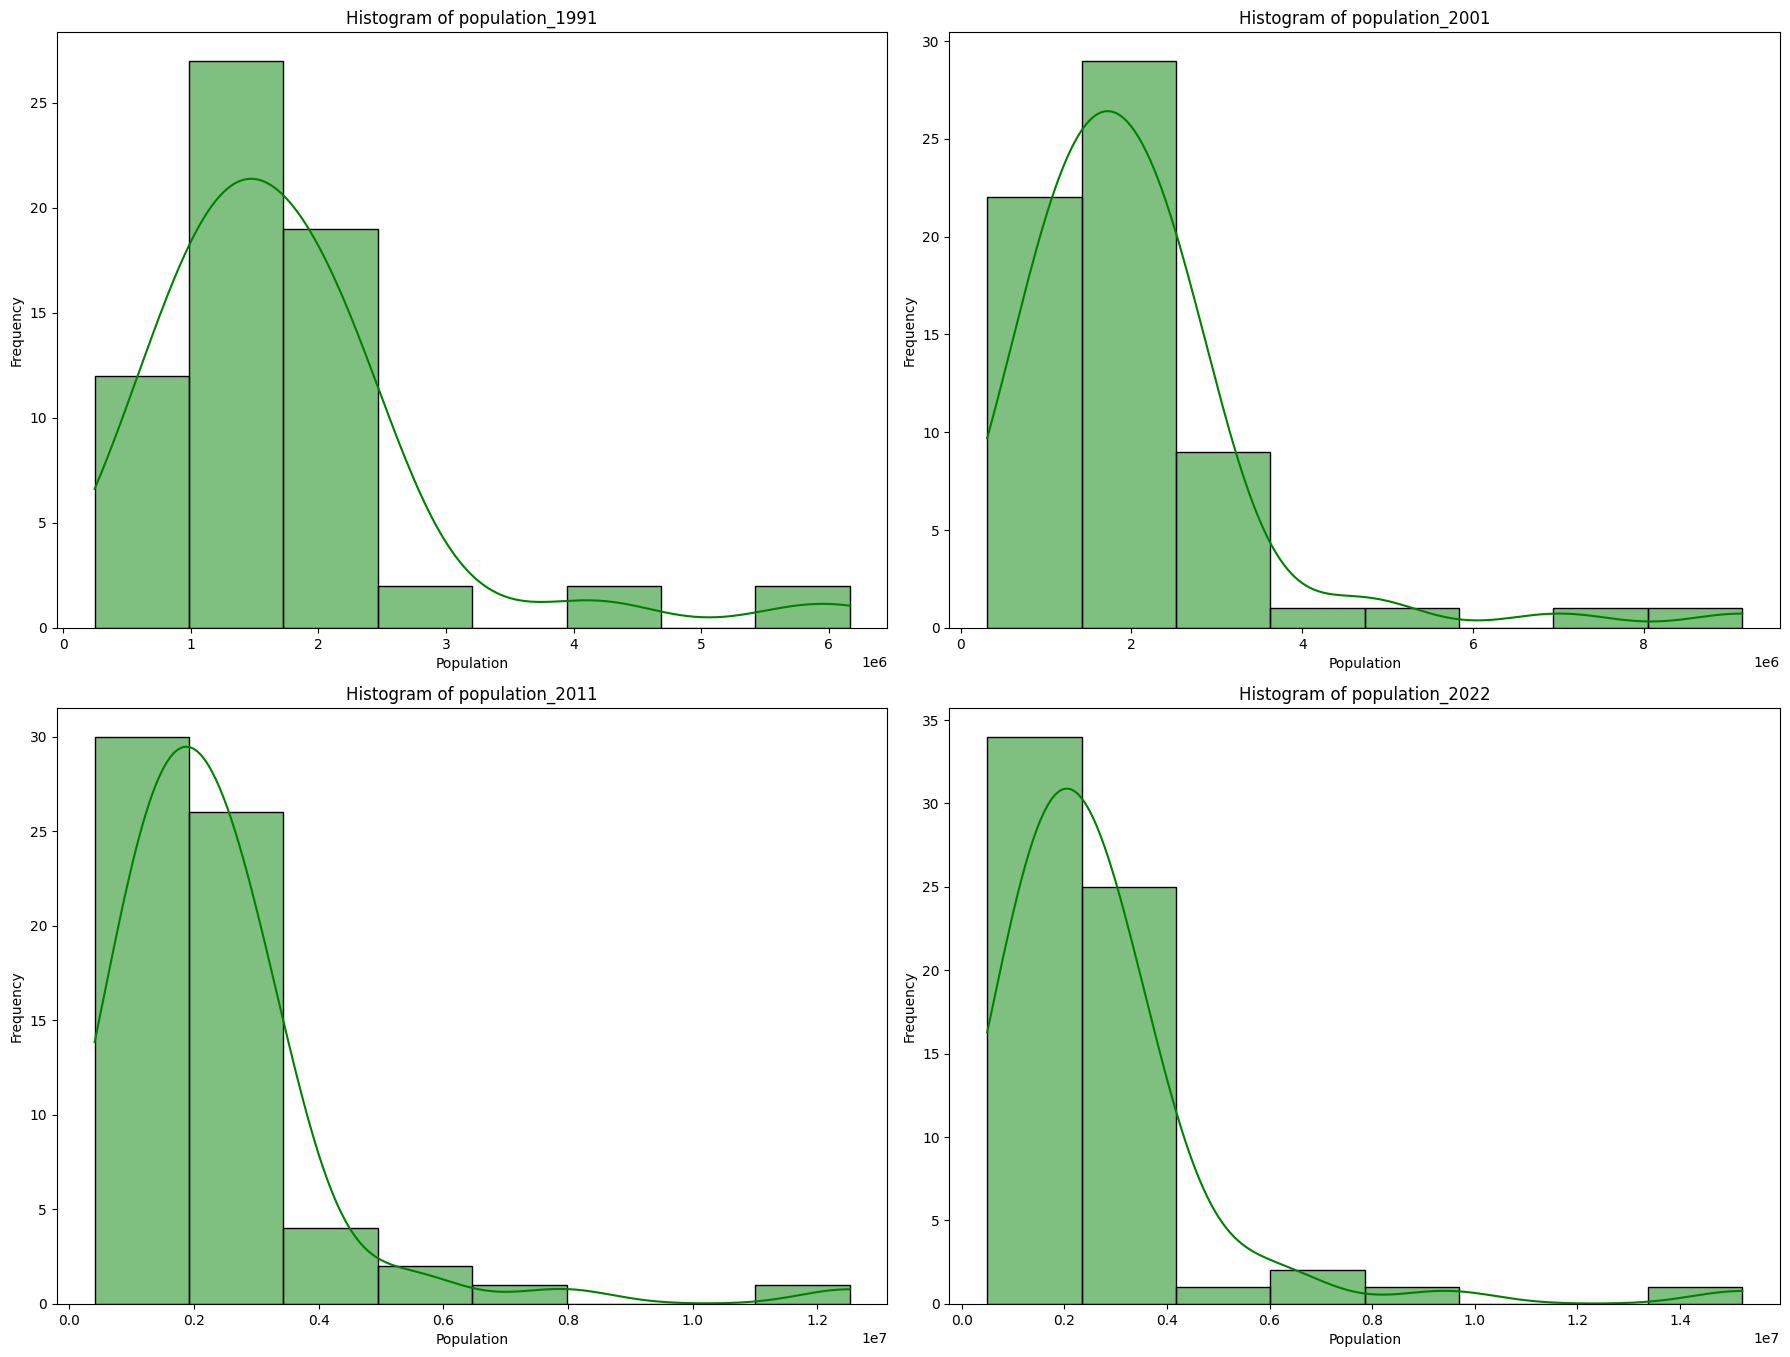 Histogram of population_1991
Frequency
25
20
15
10
5
0
0 1 2 3 4 5 6
1e6
Population
Histogram of population_2001
Frequency
30
25
20
15
10
5
0
0 2 4 6 8
1e6
Population
Histogram of population_2011
Frequency
30
25
20
15
10
5
0
0.0 0.2 0.4 0.6 0.8 1.0 1.2
1e7
Population
Histogram of population_2022
Frequency
35
30
25
20
15
10
5
0
0.0 0.2 0.4 0.6 0.8 1.0 1.2 1.4
1e7
Population